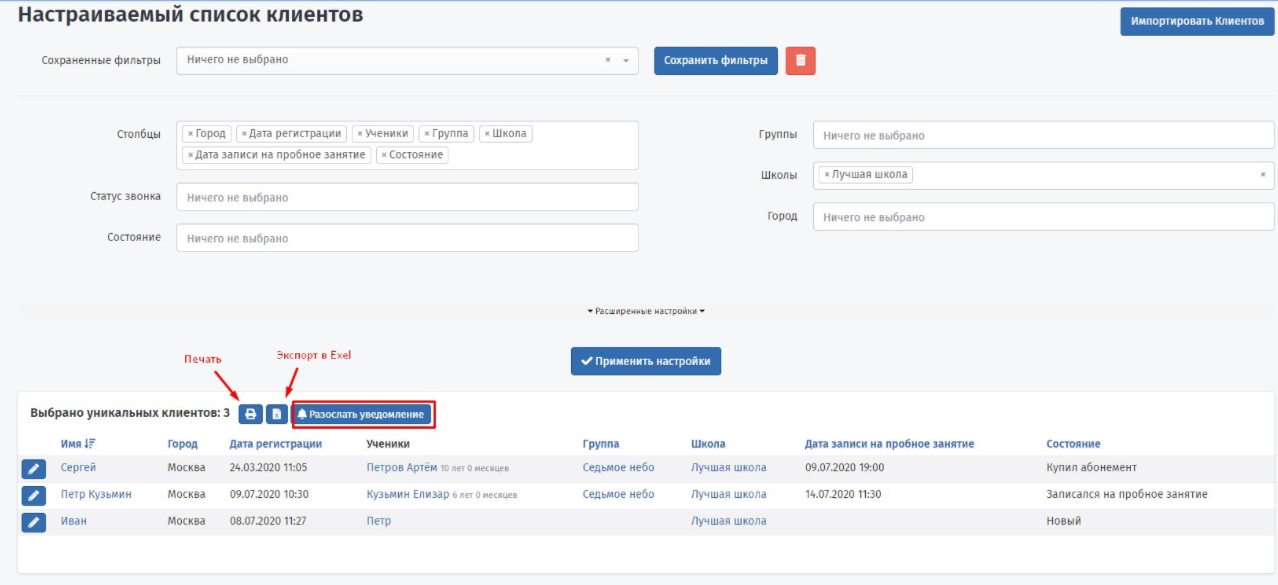 Настраиваемый список клиентов
Импортировать Клиентов
Сохраненные фильтры Ничего не выбрано × Сохранить фильтры
Столбцы × Город × Дата регистрации × Ученики × Группа × Школа
× Дата записи на пробное занятие × Состояние
Статус звонка Ничего не выбрано
Состояние Ничего не выбрано
Группы Ничего не выбрано
Школы × Лучшая школа ×
Город Ничего не выбрано
Расширенные настройки
Печать
Экспорт в Exel
Применить настройки
Выбрано уникальных клиентов: 3 Разослать уведомление
Имя Город Дата регистрации Ученики Группа Школа Дата записи на пробное занятие Состояние
Сергей Москва 24.03.2020 11:05 Петров Артём 10 лет 0 месяцев Седьмое небо Лучшая школа 09.07.2020 19:00 Купил абонемент
Петр Кузьмин Москва 09.07.2020 10:30 Кузьмин Елизар 6 лет 0 месяцев Седьмое небо Лучшая школа 14.07.2020 11:30 Записался на пробное занятие
Иван Москва 08.07.2020 11:27 Петр Лучшая школа Новый